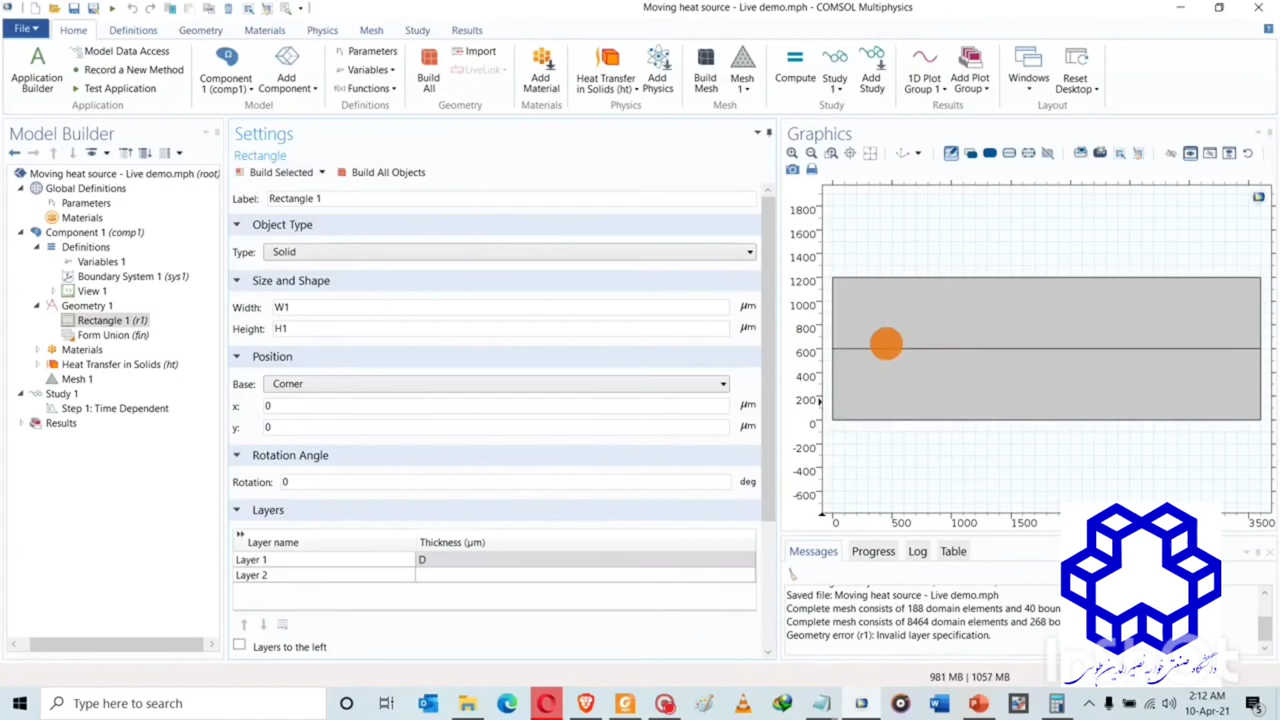 Moving heat source - Live demo.mph - COMSOL Multiphysics
File Home Definitions Geometry Materials Physics Mesh Study Results
Application Builder
Model Data Access
Record a New Method
Test Application
Application
Component 1 (comp1)
Add Component
Model
Parameters
Variables
Functions
Definitions
Build All
Import
LiveLink
Geometry
Add Material
Materials
Heat Transfer in Solids (ht)
Add Physics
Physics
Build Mesh
Mesh 1
Mesh
Compute
Study 1
Add Study
Study
1D Plot Group 1
Add Plot Group
Results
Windows
Reset Desktop
Layout
Model Builder
Moving heat source - Live demo.mph (root)
Global Definitions
Parameters
Materials
Component 1 (comp1)
Definitions
Variables 1
Boundary System 1 (sys1)
View 1
Geometry 1
Rectangle 1 (r1)
Form Union (fin)
Materials
Heat Transfer in Solids (ht)
Mesh 1
Study 1
Step 1: Time Dependent
Results
Settings
Rectangle
Build Selected Build All Objects
Label: Rectangle 1
Object Type
Type: Solid
Size and Shape
Width: W1 µm
Height: H1 µm
Position
Base: Corner
x: 0 µm
y: 0 µm
Rotation Angle
Rotation: 0 deg
Layers
Layer name Thickness (µm)
Layer 1 D
Layer 2
Layers to the left
Graphics
1800
1600
1400
1200
1000
800
600
400
200
0
-200
-400
-600
0 500 1000 1500 3500
Messages Progress Log Table
Saved file: Moving heat source - Live demo.mph
Complete mesh consists of 188 domain elements and 40 boun
Complete mesh consists of 8464 domain elements and 268 bo
Geometry error (r1): Invalid layer specification.
981 MB | 1057 MB
Type here to search
2:12 AM
10-Apr-21
5